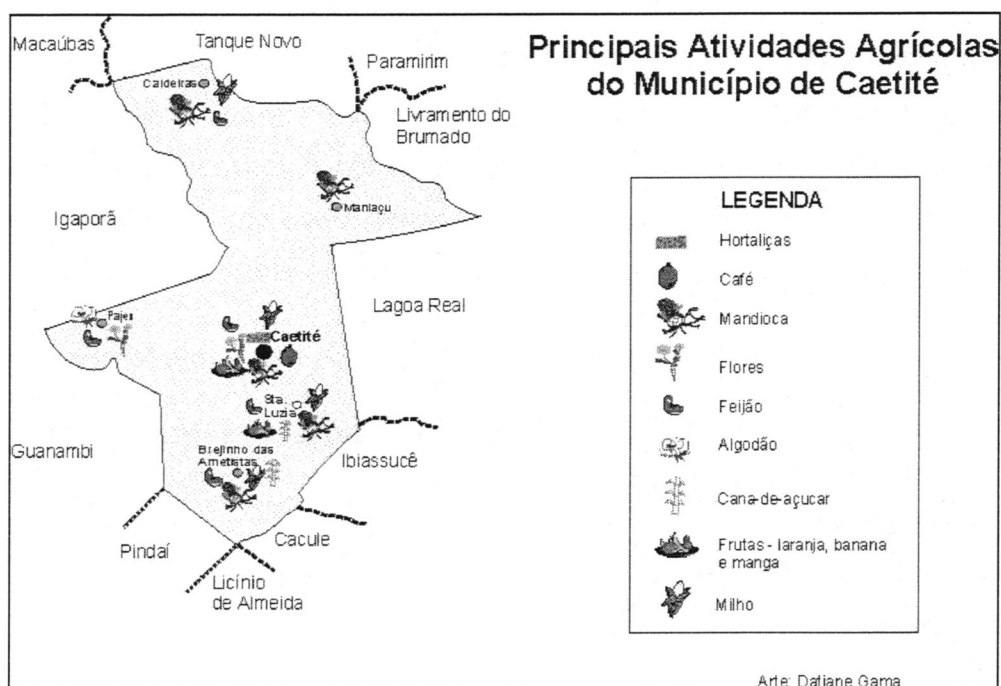 Principais Atividades Agrícolas
do Município de Caetité
Macaúbas
Tanque Novo
Paramirim
Caldeiras
Livramento do
Brumado
Maniaçu
Igaporã
Lagoa Real
Pajeú
Caetité
Sta.
Luzia
Guanambi
Brejinho das
Ametistas
Ibiassucê
Pindaí
Cacule
Licínio
de Almeida
LEGENDA
Hortaliças
Café
Mandioca
Flores
Feijão
Algodão
Cana-de-açucar
Frutas - laranja, banana
e manga
Milho
Arte: Datiane Gama